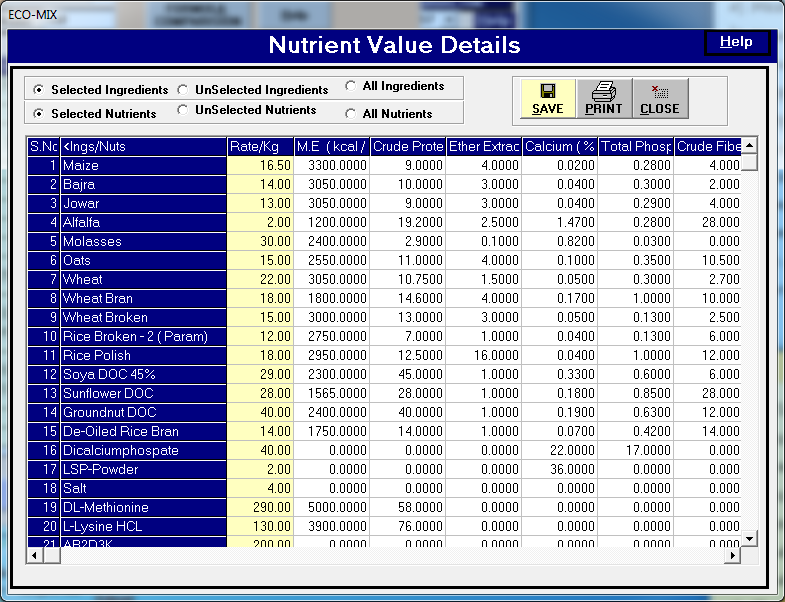 ECO-MIX
Nutrient Value Details
Help
Selected Ingredients UnSelected Ingredients All Ingredients
Selected Nutrients UnSelected Nutrients All Nutrients
SAVE PRINT CLOSE
S.No <Ings/Nuts Rate/Kg M.E ( kcal / Crude Prote Ether Extrac Calcium ( % Total Phosp Crude Fibe
1 Maize 16.50 3300.0000 9.0000 4.0000 0.0200 0.2800 4.000
2 Bajra 14.00 3050.0000 10.0000 3.0000 0.0400 0.3000 2.000
3 Jowar 13.00 3050.0000 9.0000 3.0000 0.0400 0.2900 4.000
4 Alfalfa 2.00 1200.0000 19.2000 2.5000 1.4700 0.2800 28.000
5 Molasses 30.00 2400.0000 2.9000 0.1000 0.8200 0.0300 0.000
6 Oats 15.00 2550.0000 11.0000 4.0000 0.1000 0.3500 10.500
7 Wheat 22.00 3050.0000 10.7500 1.5000 0.0500 0.3000 2.700
8 Wheat Bran 18.00 1800.0000 14.6000 4.0000 0.1700 1.0000 10.000
9 Wheat Broken 15.00 3000.0000 13.0000 3.0000 0.0500 0.1300 2.500
10 Rice Broken - 2 ( Param) 12.00 2750.0000 7.0000 1.0000 0.0400 0.1300 6.000
11 Rice Polish 18.00 2950.0000 12.5000 16.0000 0.0400 1.0000 12.000
12 Soya DOC 45% 29.00 2300.0000 45.0000 1.0000 0.3300 0.6000 6.000
13 Sunflower DOC 28.00 1565.0000 28.0000 1.0000 0.1800 0.8500 28.000
14 Groundnut DOC 40.00 2400.0000 40.0000 1.0000 0.1900 0.6300 12.000
15 De-Oiled Rice Bran 14.00 1750.0000 14.0000 1.0000 0.0700 0.4200 14.000
16 Dicalciumphospate 40.00 0.0000 0.0000 0.0000 22.0000 17.0000 0.000
17 LSP-Powder 2.00 0.0000 0.0000 0.0000 36.0000 0.0000 0.000
18 Salt 4.00 0.0000 0.0000 0.0000 0.0000 0.0000 0.000
19 DL-Methionine 290.00 5000.0000 58.0000 0.0000 0.0000 0.0000 0.000
20 L-Lysine HCL 130.00 3900.0000 76.0000 0.0000 0.0000 0.0000 0.000
21 AB2D3K 200.00 0.0000 0.0000 0.0000 0.0000 0.0000 0.000